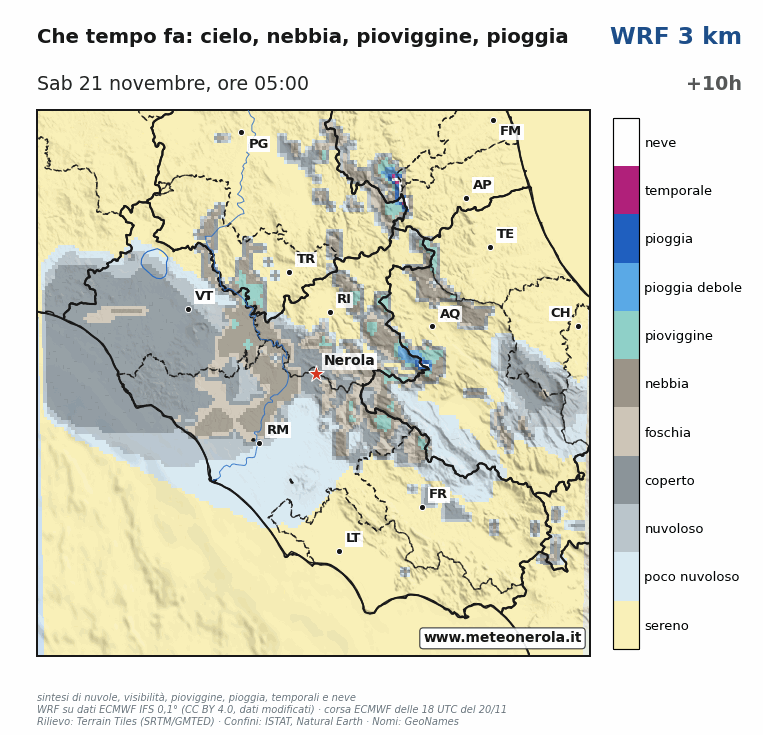 Che tempo fa: cielo, nebbia, pioviggine, pioggia
WRF 3 km
Sab 21 novembre, ore 05:00
+10h
PG
FM
AP
TE
TR
VT
RI
AQ
CH
Nerola
RM
FR
LT
www.meteonerola.it
neve
temporale
pioggia
pioggia debole
pioviggine
nebbia
foschia
coperto
nuvoloso
poco nuvoloso
sereno
sintesi di nuvole, visibilità, pioviggine, pioggia, temporali e neve
WRF su dati ECMWF IFS 0,1° (CC BY 4.0, dati modificati) · corsa ECMWF delle 18 UTC del 20/11
Rilievo: Terrain Tiles (SRTM/GMTED) · Confini: ISTAT, Natural Earth · Nomi: GeoNames